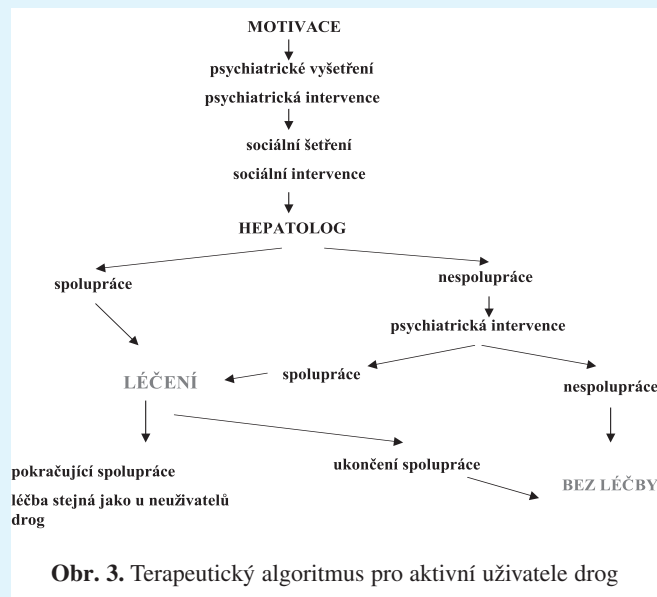 MOTIVACE
psychiatrické vyšetření
psychiatrická intervence
sociální šetření
sociální intervence
HEPATOLOG
spolupráce
nespolupráce
psychiatrická intervence
LÉČENÍ
spolupráce
nespolupráce
pokračující spolupráce
léčba stejná jako u neuživatelů
drog
ukončení spolupráce
BEZ LÉČBY
Obr. 3. Terapeutický algoritmus pro aktivní uživatele drog